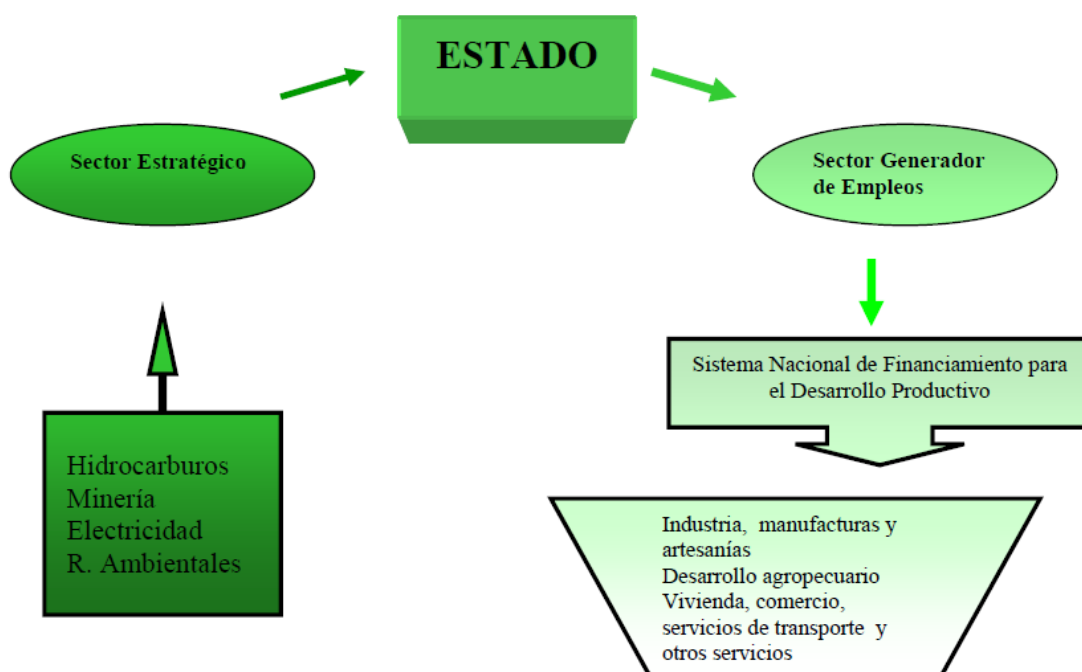 ESTADO
Sector Estratégico
Sector Generador
de Empleos
Sistema Nacional de Financiamiento para
el Desarrollo Productivo
Hidrocarburos
Minería
Electricidad
R. Ambientales
Industria, manufacturas y
artesanías
Desarrollo agropecuario
Vivienda, comercio,
servicios de transporte y
otros servicios